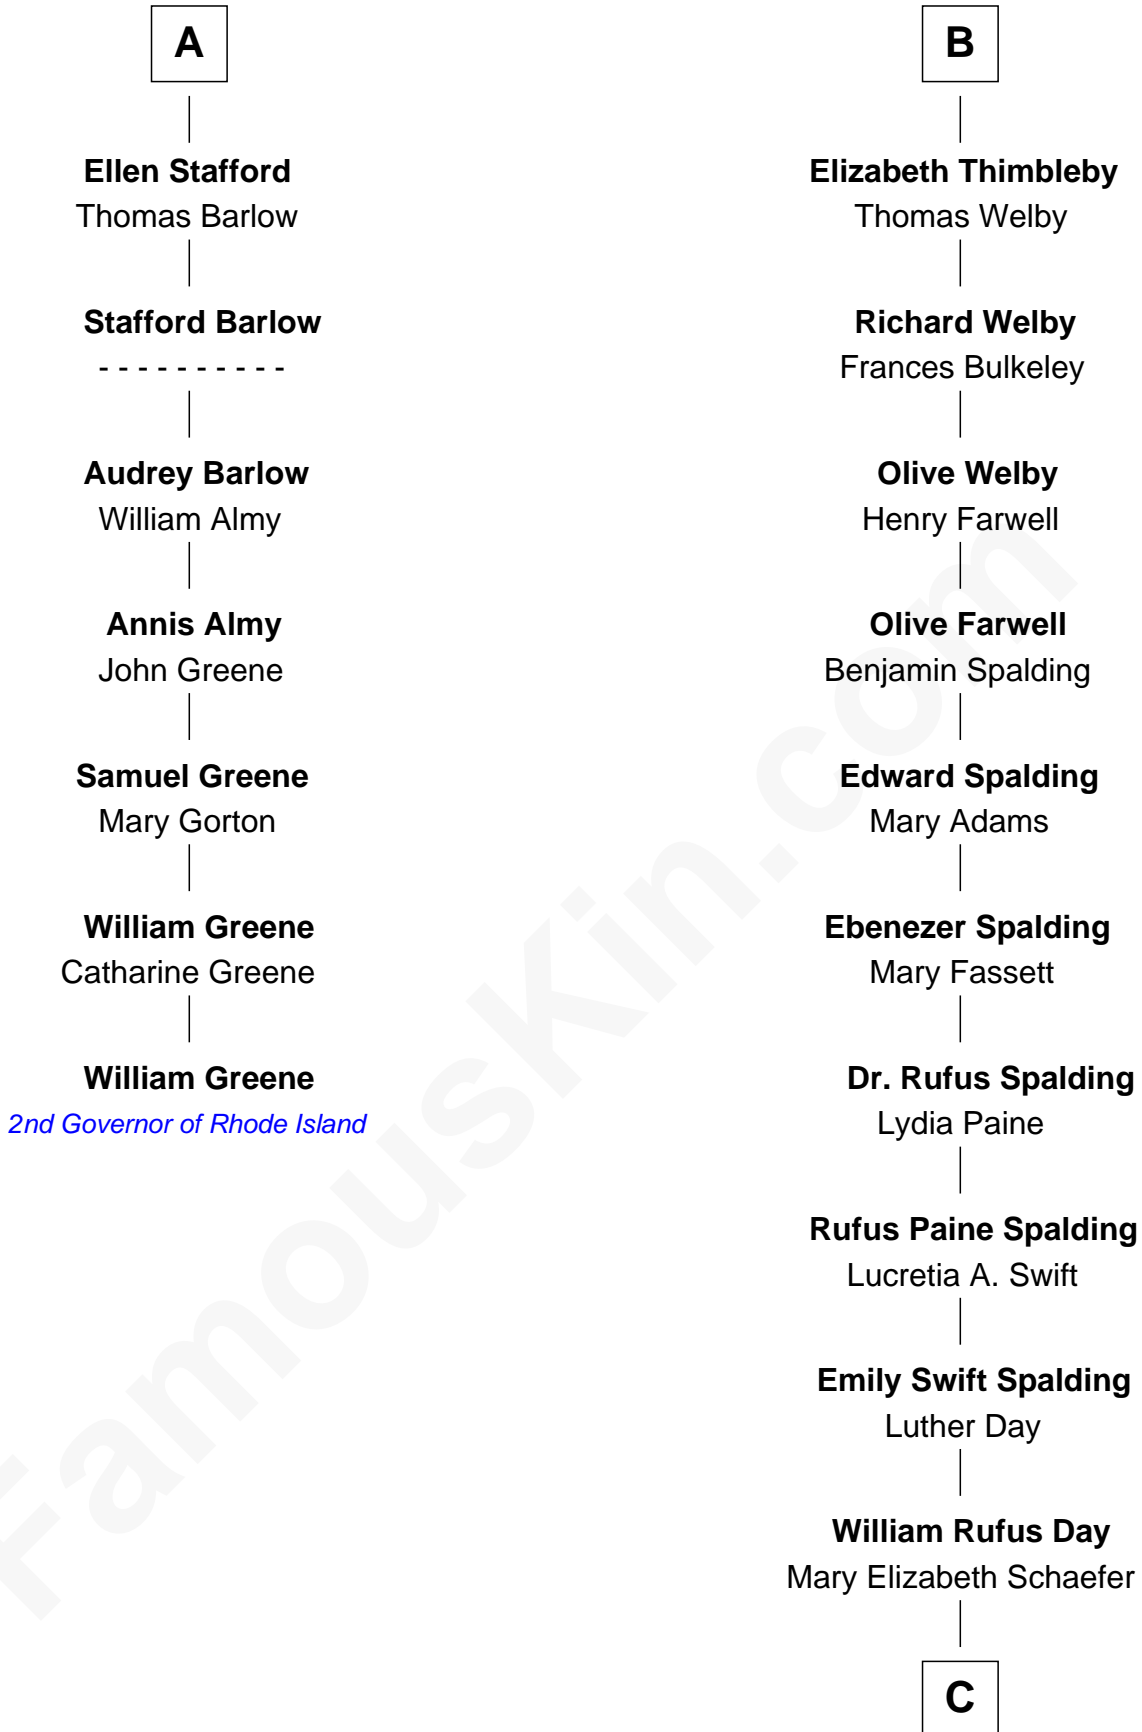 A
Ellen Stafford
Thomas Barlow
Stafford Barlow
- - - - - - - - - -
Audrey Barlow
William Almy
Annis Almy
John Greene
Samuel Greene
Mary Gorton
William Greene
Catharine Greene
William Greene
2nd Governor of Rhode Island
B
Elizabeth Thimbleby
Thomas Welby
Richard Welby
Frances Bulkeley
Olive Welby
Henry Farwell
Olive Farwell
Benjamin Spalding
Edward Spalding
Mary Adams
Ebenezer Spalding
Mary Fassett
Dr. Rufus Spalding
Lydia Paine
Rufus Paine Spalding
Lucretia A. Swift
Emily Swift Spalding
Luther Day
William Rufus Day
Mary Elizabeth Schaefer
C
FamousKin.com